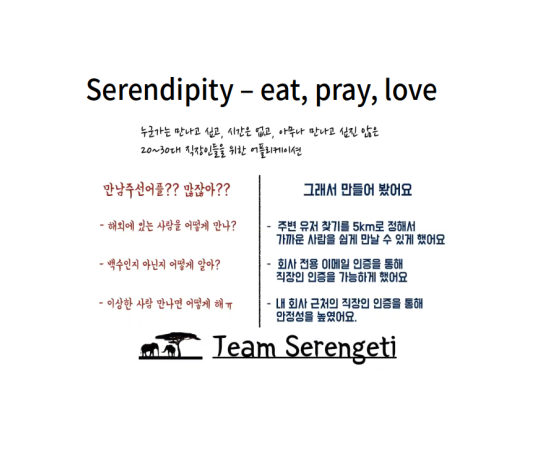 Serendipity – eat, pray, love
누군가는 만나고 싶고, 시간은 없고, 아무나 만나고 싶진 않은
20~30대 직장인들을 위한 어플리케이션
만남주선어플?? 많잖아??
- 해외에 있는 사람을 어떻게 만나?
- 백수인지 아닌지 어떻게 알아?
- 이상한 사람 만나면 어떻게 해ㅠ
그래서 만들어 봤어요
- 주변 유저 찾기를 5km로 정해서
가까운 사람을 쉽게 만날 수 있게 했어요
- 회사 전용 이메일 인증을 통해
직장인 인증을 가능하게 했어요
- 내 회사 근처의 직장인 인증을 통해
안정성을 높였어요.
Team Serengeti